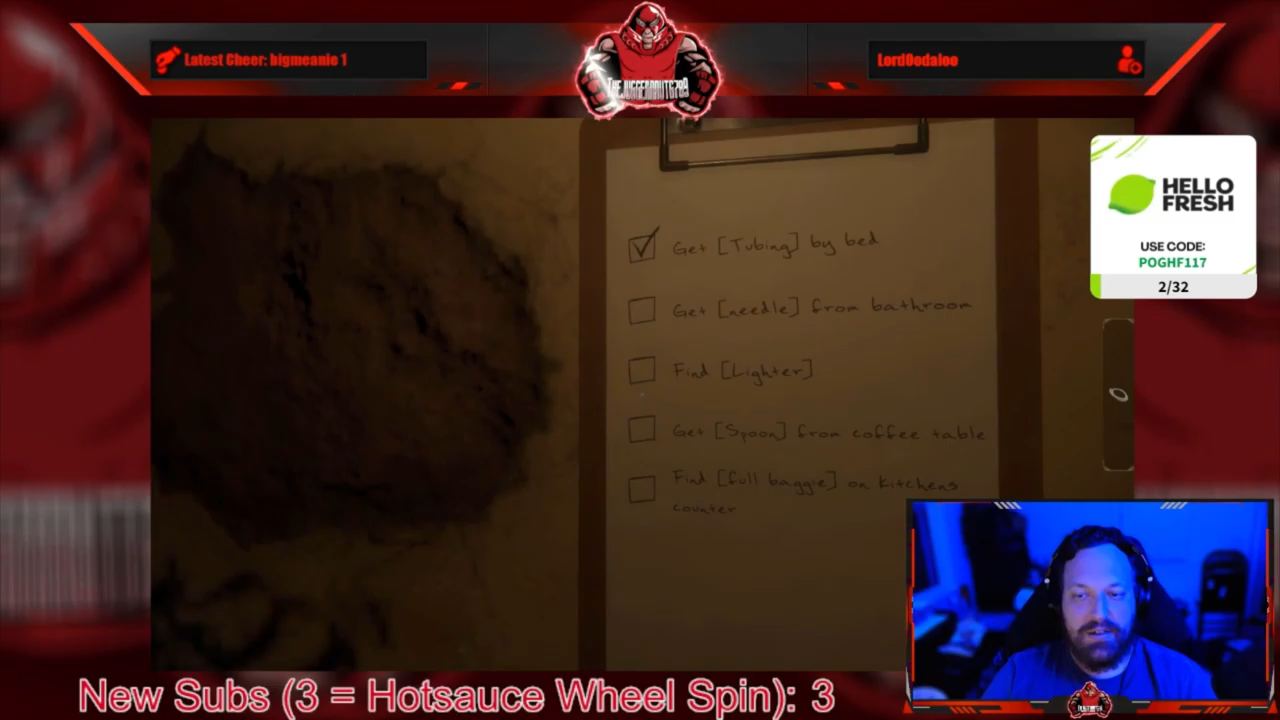 Latest Cheer: bigmeanie 1
LordOodaloo
THEJUGGERNAUT6789
HELLO
FRESH
USE CODE:
POGHF117
2/32
Get [Tubing] by bed
Get [needle] from bathroom
Find [Lighter]
Get [Spoon] from coffee table
Find [full baggie] on Kitchens
counter
New Subs (3 = Hotsauce Wheel Spin): 3